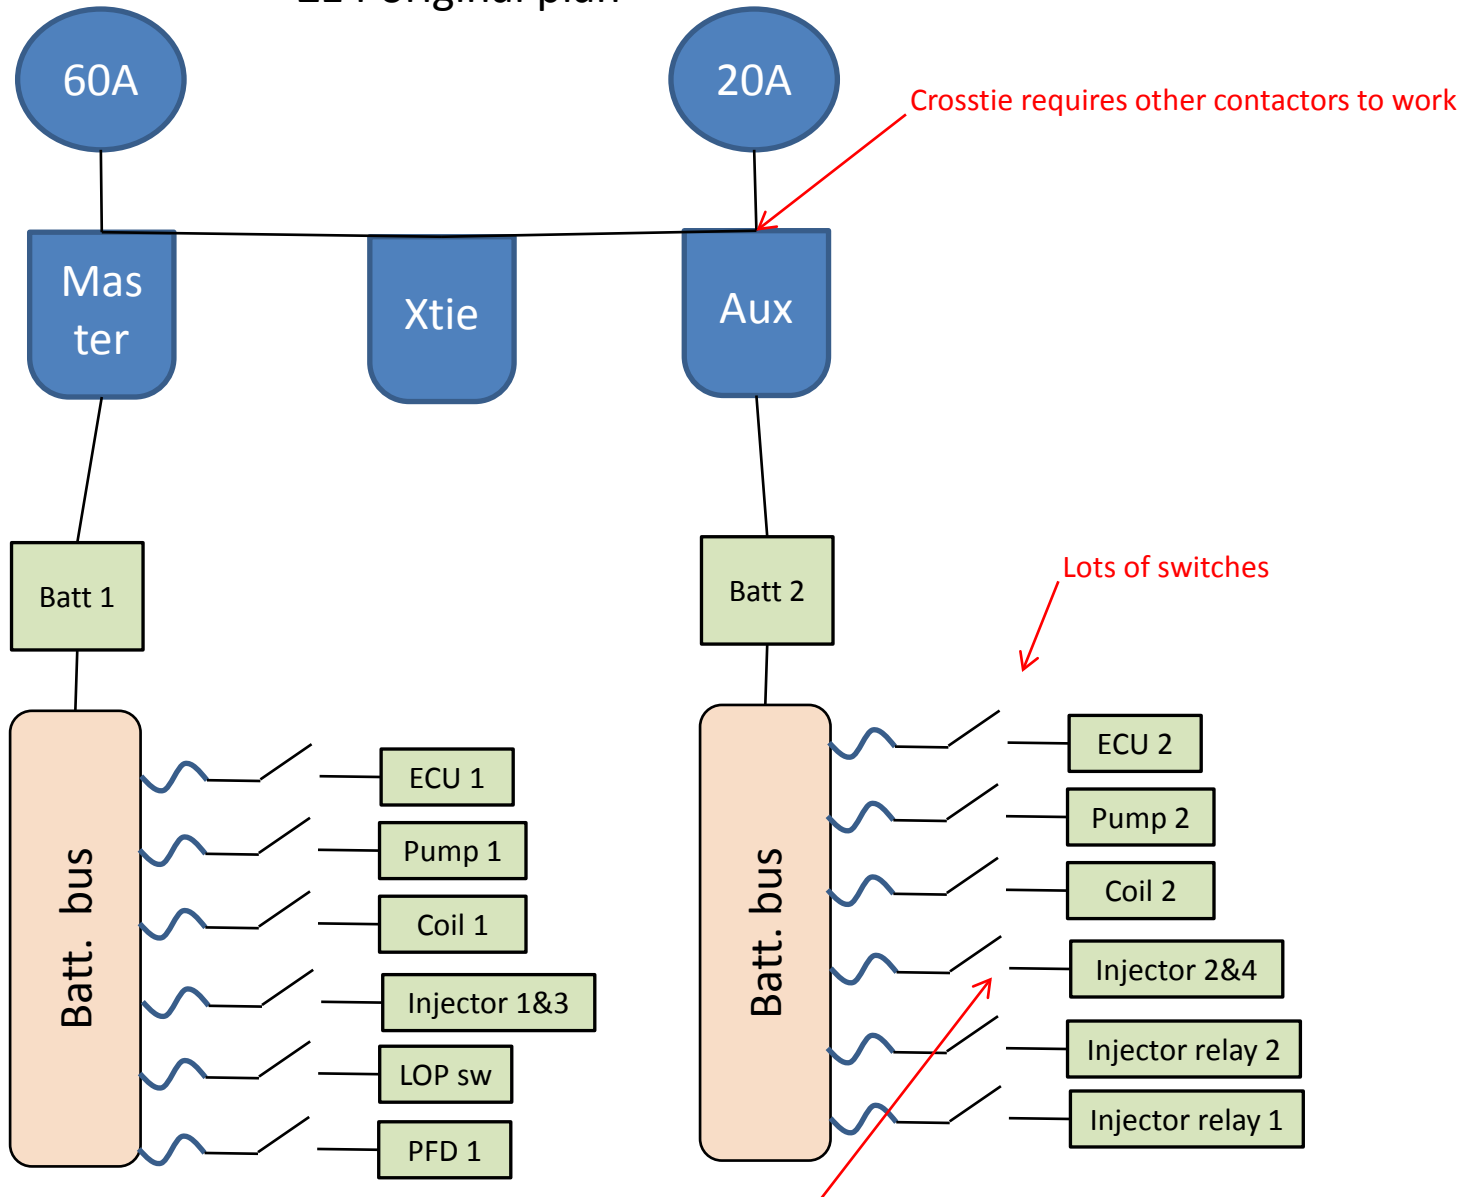 original plan
60A
20A
Crosstie requires other contactors to work
Mas
ter
Xtie
Aux
Batt 1
Batt 2
Lots of switches
Batt. bus
ECU 1
Pump 1
Coil 1
Injector 1&3
LOP sw
PFD 1
Batt. bus
ECU 2
Pump 2
Coil 2
Injector 2&4
Injector relay 2
Injector relay 1